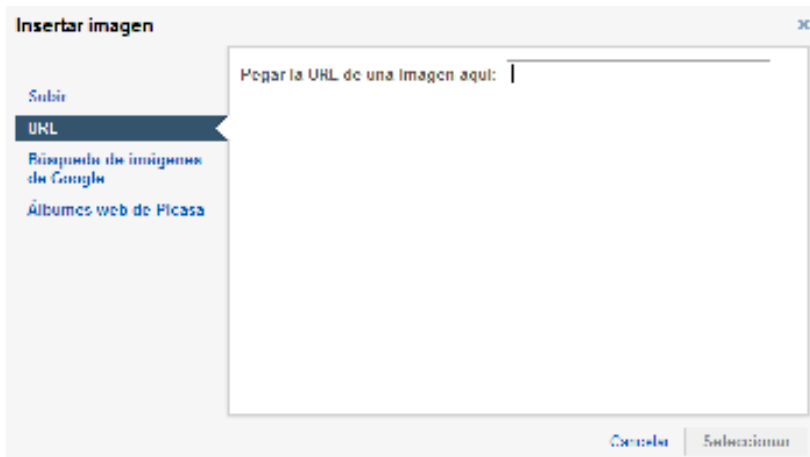 Insertar imagen
Pegar la URL de una imagen aquí:
Subir
URL
Búsqueda de imágenes
de Google
Álbumes web de Picasa
Cancelar
Seleccionar